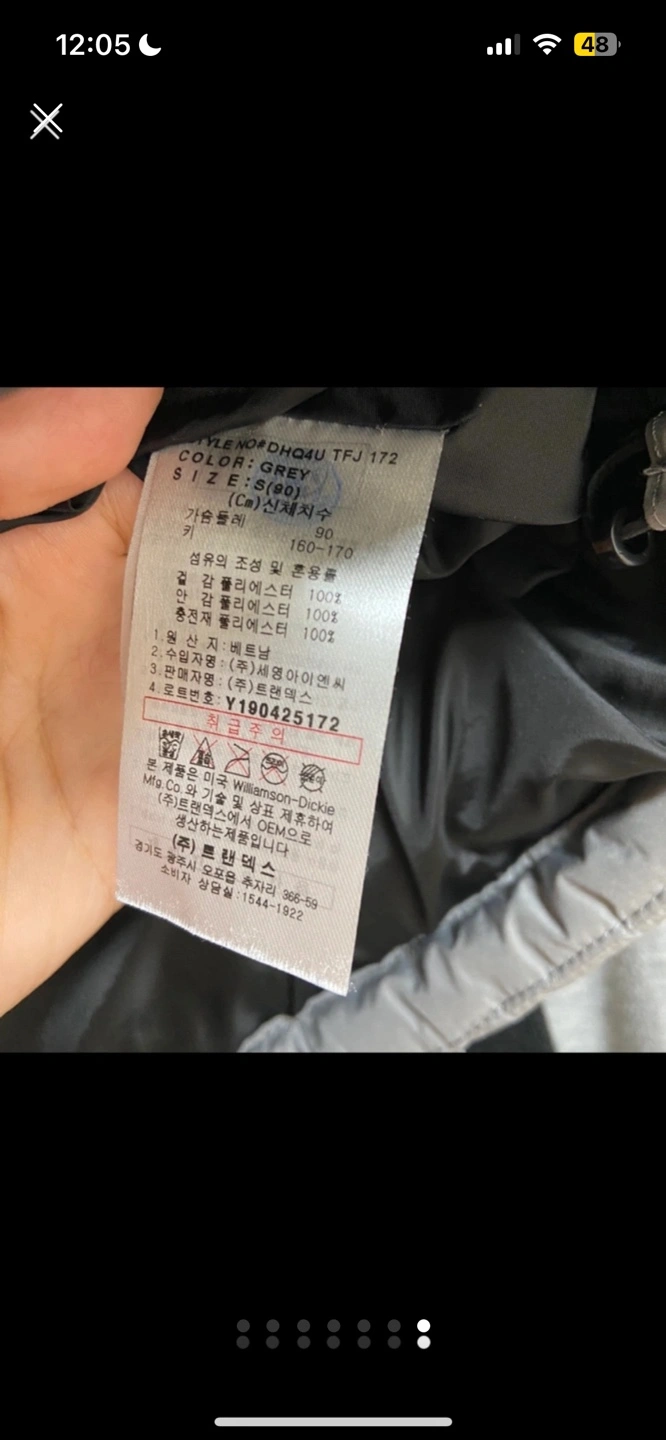 12:05
48
STYLE NO#DHQ4U TFJ 172
COLOR: GREY
SIZE:S(90)
(Cm)신체치수
가슴둘레 90
키 160-170
섬유의 조성 및 혼용률
겉 감 폴리에스터 100%
안 감 폴리에스터 100%
충전재 폴리에스터 100%
1.원 산 지:베트남
2.수입자명:(주)세영아이엔씨
3.판매자명:(주)트랜덱스
4.로트번호:Y190425172
취급주의
본 제품은 미국 Williamson-Dickie
Mfg.Co.와 기술 및 상표 제휴하여
(주)트랜덱스에서 OEM으로
생산하는제품입니다
(주)트랜덱스
경기도 광주시 오포읍 추자리 366-59
소비자 상담실:1544-1922